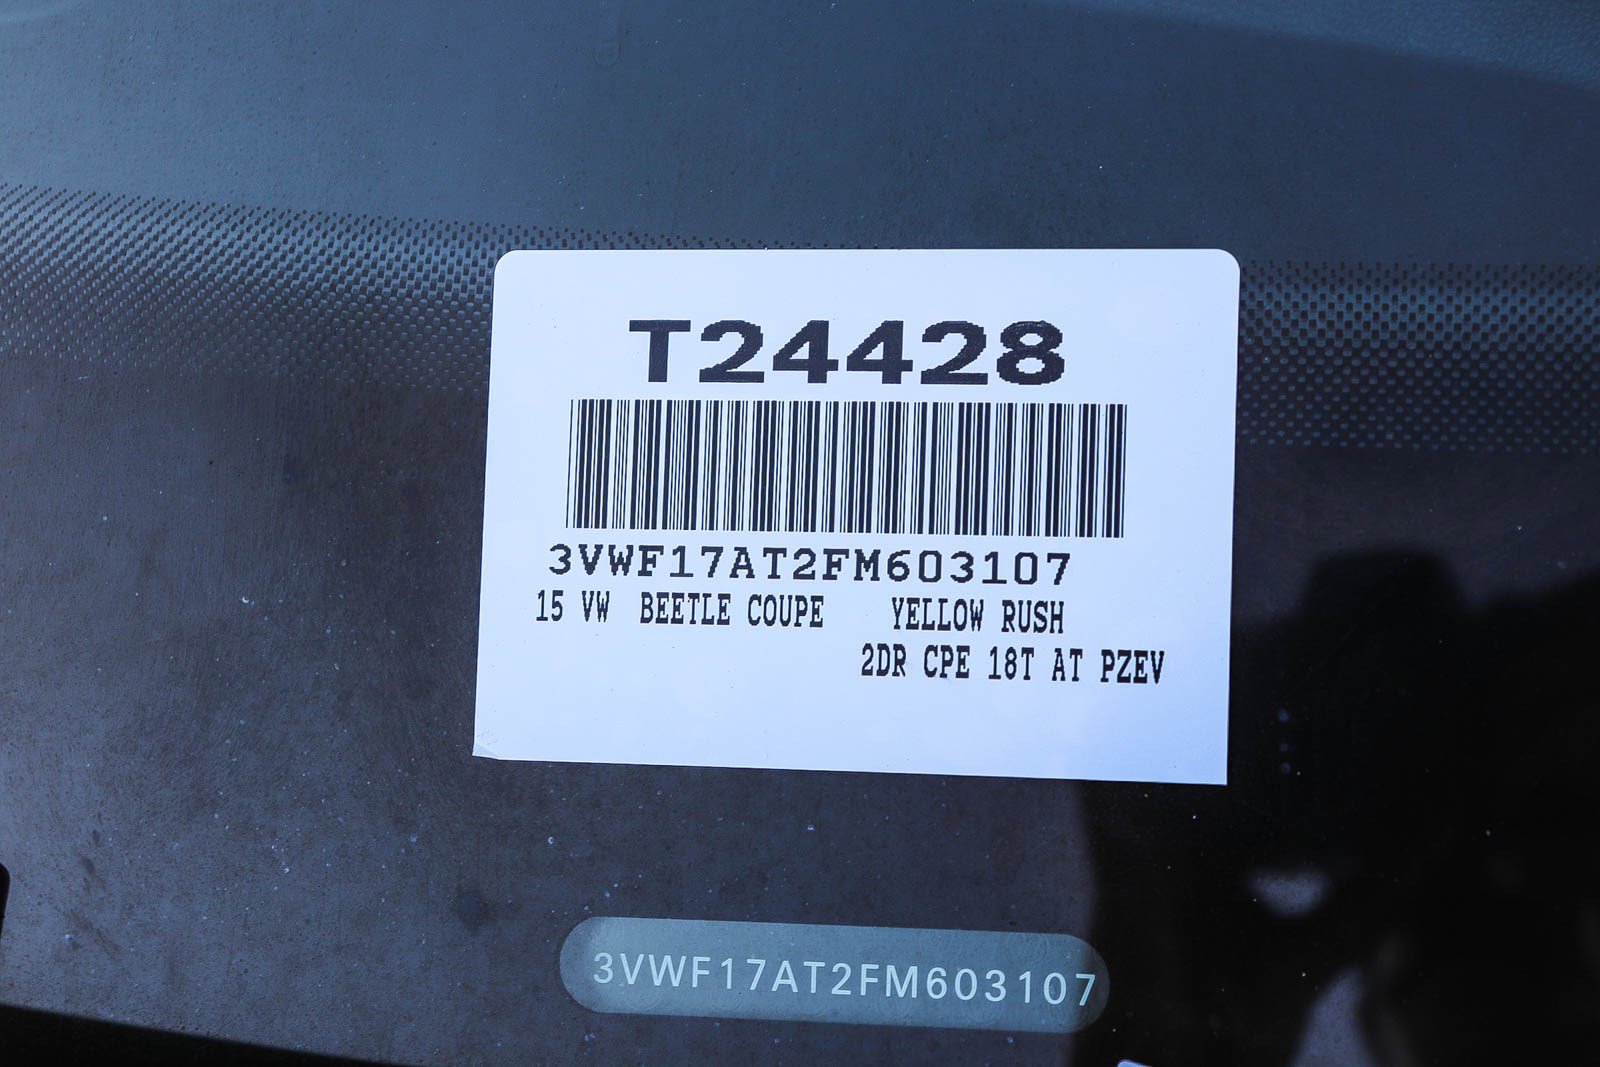 T24428
3VWF17AT2FM603107
15 VW BEETLE COUPE YELLOW RUSH
2DR CPE 18T AT PZEV
3VWF17AT2FM603107